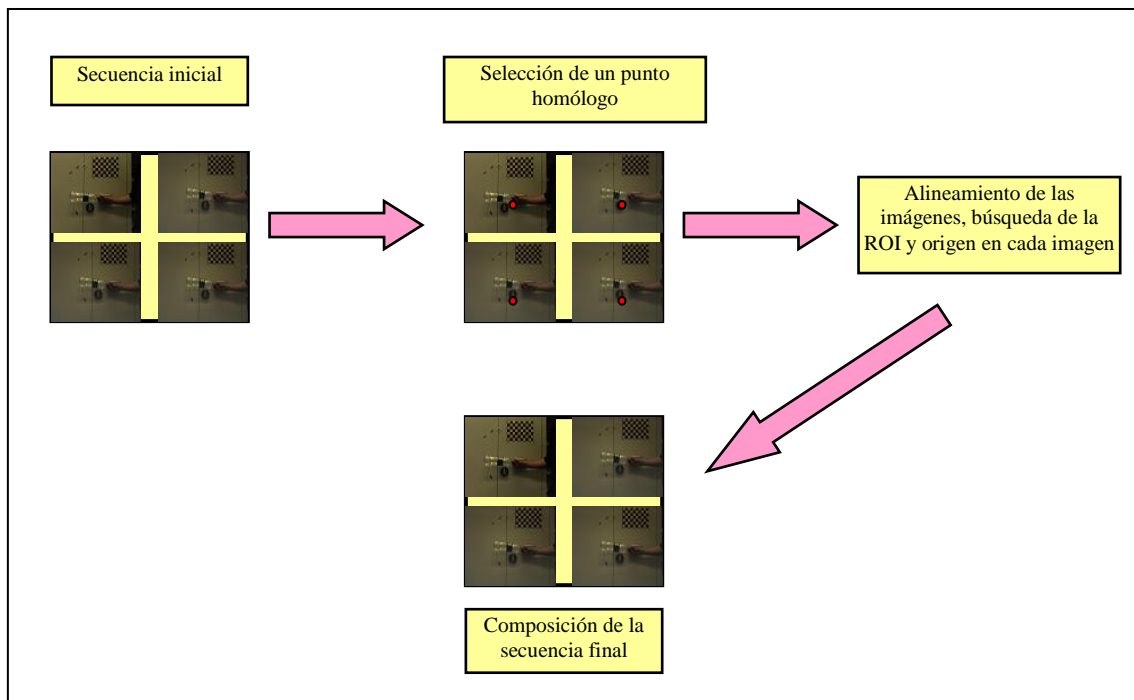 Secuencia inicial
Selección de un punto
homólogo
Alineamiento de las
imágenes, búsqueda de la
ROI y origen en cada imagen
Composición de la
secuencia final